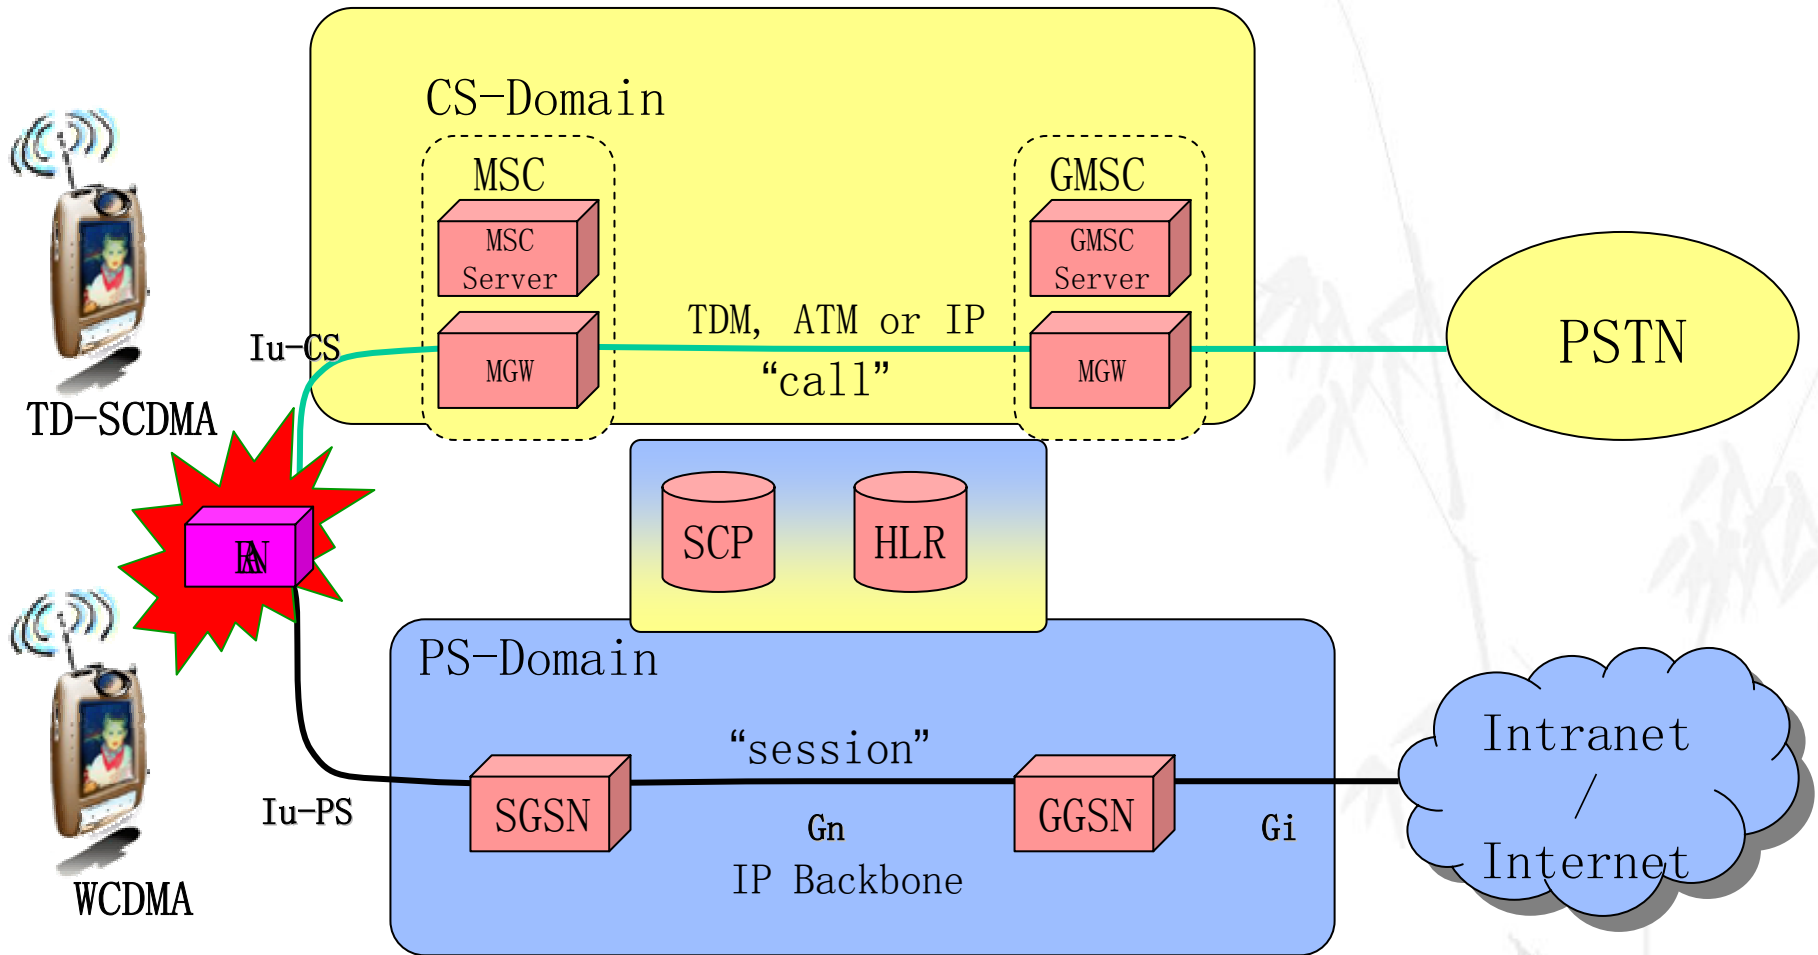 CS-Domain
MSC
GMSC
MSC
Server
GMSC
Server
TDM, ATM or IP
Iu-CS
PSTN
MGW
“call”
MGW
TD-SCDMA
SCP
HLR
RAN
PS-Domain
“session”
Intranet
/
Internet
Iu-PS
SGSN
GGSN
Gn
Gi
IP Backbone
WCDMA